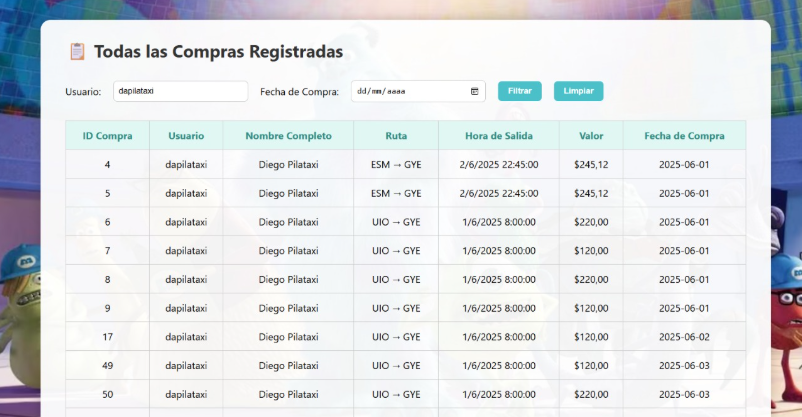 📋 Todas las Compras Registradas
Usuario: dapilataxi Fecha de Compra: dd/mm/aaaa Filtrar Limpiar
ID Compra Usuario Nombre Completo Ruta Hora de Salida Valor Fecha de Compra
4 dapilataxi Diego Pilataxi ESM → GYE 2/6/2025 22:45:00 $245,12 2025-06-01
5 dapilataxi Diego Pilataxi ESM → GYE 2/6/2025 22:45:00 $245,12 2025-06-01
6 dapilataxi Diego Pilataxi UIO → GYE 1/6/2025 8:00:00 $220,00 2025-06-01
7 dapilataxi Diego Pilataxi UIO → GYE 1/6/2025 8:00:00 $120,00 2025-06-01
8 dapilataxi Diego Pilataxi UIO → GYE 1/6/2025 8:00:00 $220,00 2025-06-01
9 dapilataxi Diego Pilataxi UIO → GYE 1/6/2025 8:00:00 $120,00 2025-06-01
17 dapilataxi Diego Pilataxi UIO → GYE 1/6/2025 8:00:00 $120,00 2025-06-02
49 dapilataxi Diego Pilataxi UIO → GYE 1/6/2025 8:00:00 $120,00 2025-06-03
50 dapilataxi Diego Pilataxi UIO → GYE 1/6/2025 8:00:00 $220,00 2025-06-03